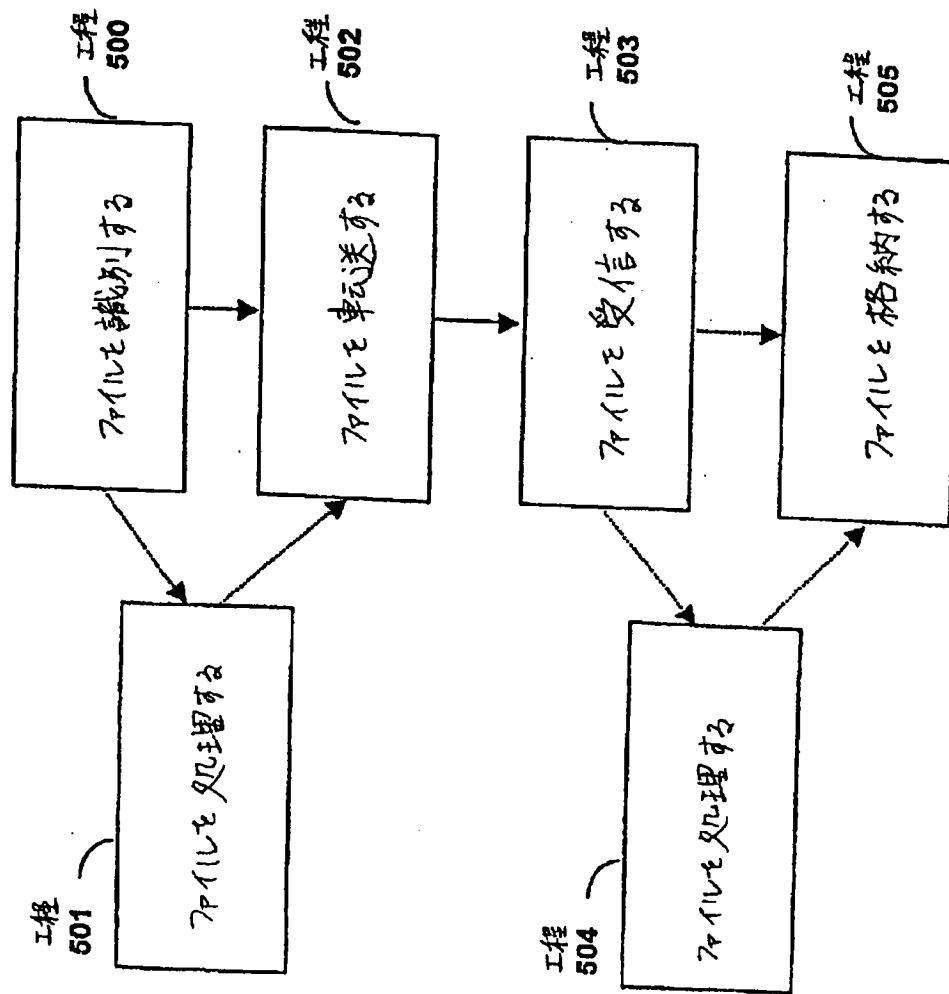 工程
500
ファイルを識別する
工程
501
ファイルを処理する
工程
502
ファイルを転送する
工程
503
ファイルを受信する
工程
504
ファイルを処理する
工程
505
ファイルを格納する